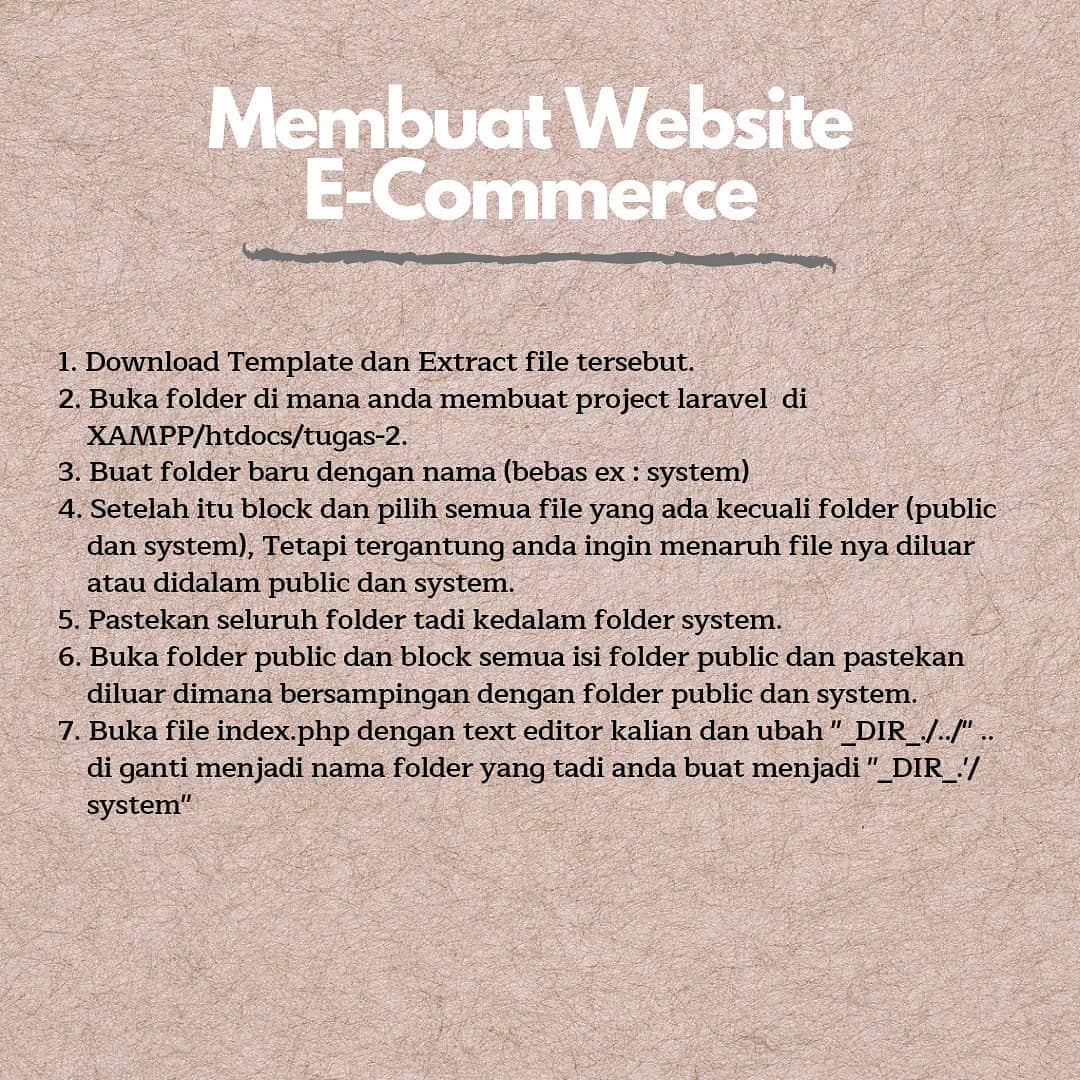 Membuat Website
E-Commerce
1. Download Template dan Extract file tersebut.
2. Buka folder di mana anda membuat project laravel di
XAMPP/htdocs/tugas-2.
3. Buat folder baru dengan nama (bebas ex : system)
4. Setelah itu block dan pilih semua file yang ada kecuali folder (public
dan system), Tetapi tergantung anda ingin menaruh file nya diluar
atau didalam public dan system.
5. Pastekan seluruh folder tadi kedalam folder system.
6. Buka folder public dan block semua isi folder public dan pastekan
diluar dimana bersampingan dengan folder public dan system.
7. Buka file index.php dengan text editor kalian dan ubah "_DIR_./../" ..
di ganti menjadi nama folder yang tadi anda buat menjadi "_DIR_.'/
system"